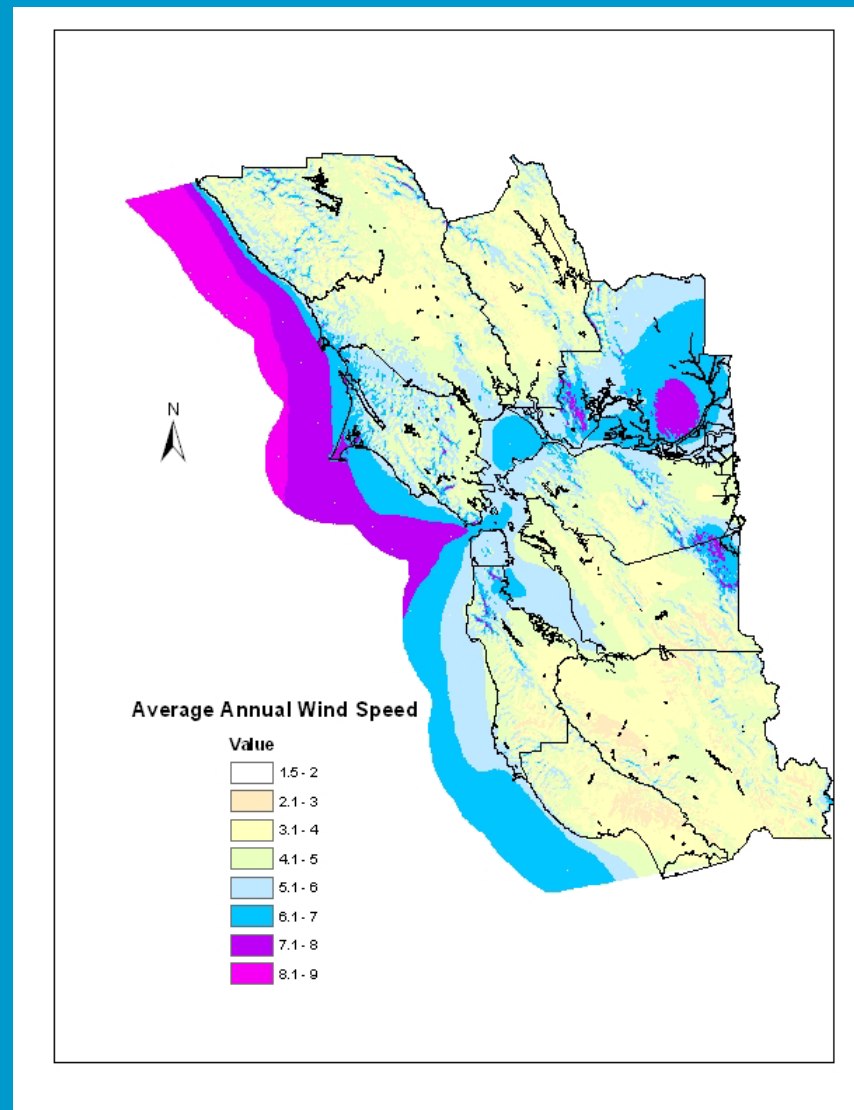 N
Average Annual Wind Speed
Value
1.5 - 2
2.1 - 3
3.1 - 4
4.1 - 5
5.1 - 6
6.1 - 7
7.1 - 8
8.1 - 9